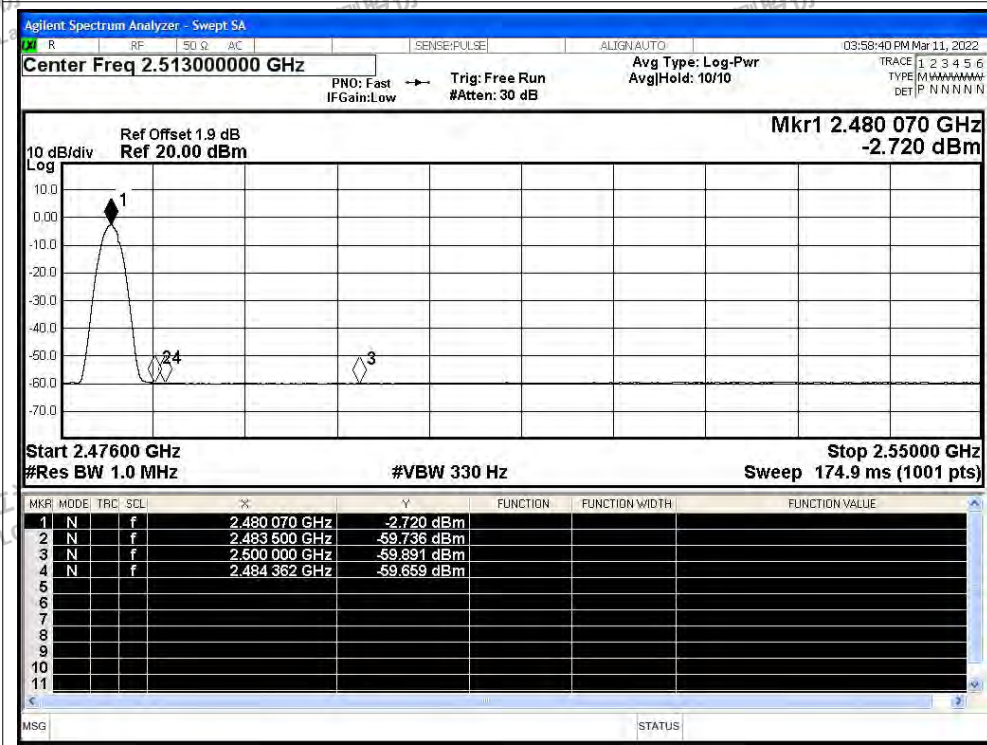 Agilent Spectrum Analyzer - Swept SA
LXI R RF 50 Ω AC SENSE:PULSE ALIGN AUTO 03:58:40 PM Mar 11, 2022
Center Freq 2.513000000 GHz
PNO: Fast
IFGain:Low
Trig: Free Run
#Atten: 30 dB
Avg Type: Log-Pwr
Avg|Hold: 10/10
TRACE 1 2 3 4 5 6
TYPE M WWWWW
DET P N N N N N
Mkr1 2.480 070 GHz
-2.720 dBm
Ref Offset 1.9 dB
10 dB/div Ref 20.00 dBm
Log
10.0
0.00
-10.0
-20.0
-30.0
-40.0
-50.0
-60.0
-70.0
1
2 4
3
Start 2.47600 GHz Stop 2.55000 GHz
#Res BW 1.0 MHz #VBW 330 Hz Sweep 174.9 ms (1001 pts)
MKR MODE TRC SCL X Y FUNCTION FUNCTION WIDTH FUNCTION VALUE
1 N f 2.480 070 GHz -2.720 dBm
2 N f 2.483 500 GHz -59.736 dBm
3 N f 2.500 000 GHz -59.891 dBm
4 N f 2.484 362 GHz -59.659 dBm
5
6
7
8
9
10
11
MSG STATUS